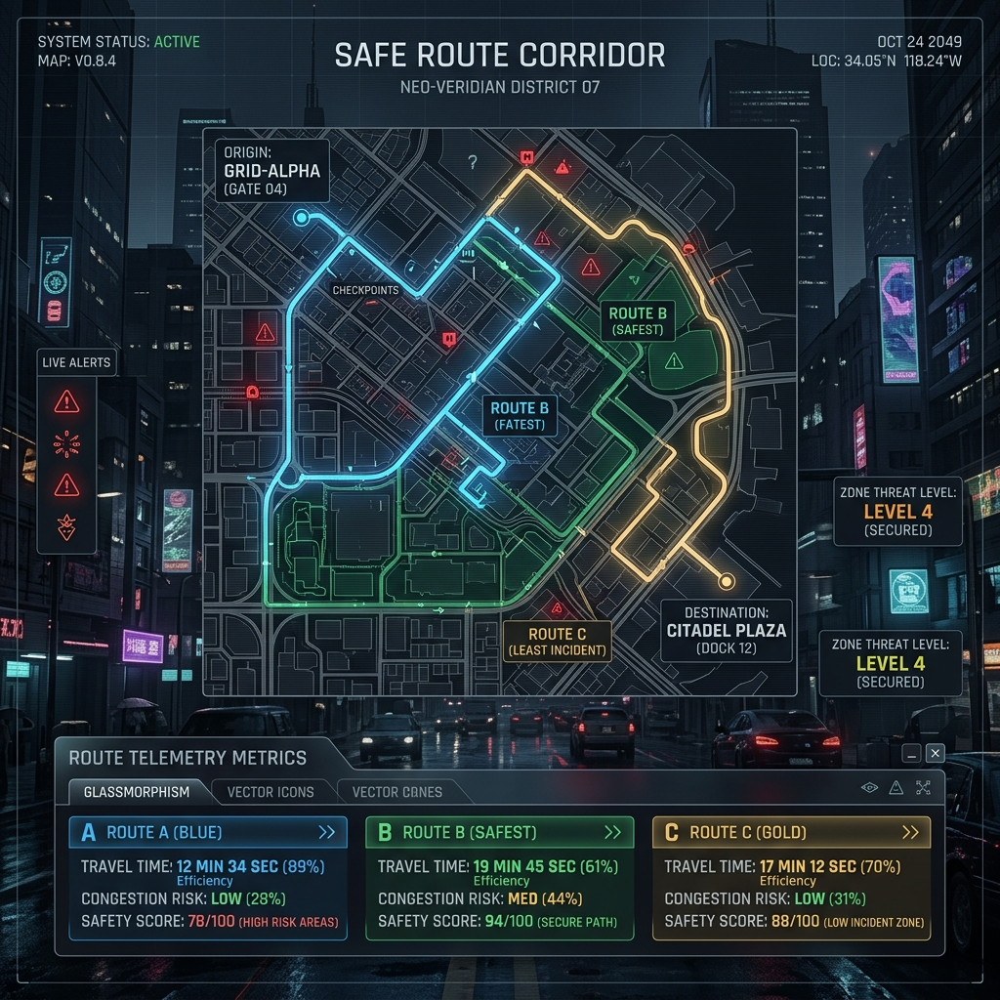 SYSTEM STATUS: ACTIVE
MAP: V0.8.4
SAFE ROUTE CORRIDOR
NEO-VERIDIAN DISTRICT 07
OCT 24 2049
LOC: 34.05°N 118.24°W
ORIGIN:
GRID-ALPHA
(GATE 04)
?
CHECKPOINTS
ROUTE B
(SAFEST)
LIVE ALERTS
ROUTE B
(FATEST)
ZONE THREAT LEVEL:
LEVEL 4
(SECURED)
ROUTE C
(LEAST INCIDENT)
DESTINATION:
CITADEL PLAZA
(DOCK 12)
ZONE THREAT LEVEL:
LEVEL 4
(SECURED)
ROUTE TELEMETRY METRICS
GLASSMORPHISM
VECTOR ICONS
VECTOR CɑNES
A ROUTE A (BLUE)
TRAVEL TIME: 12 MIN 34 SEC (89%)
Efficiency
CONGESTION RISK: LOW (28%)
SAFETY SCORE: 78/100 (HIGH RISK AREAS)
B ROUTE B (SAFEST)
TRAVEL TIME: 19 MIN 45 SEC (61%)
Efficiency
CONGESTION RISK: MED (44%)
SAFETY SCORE: 94/100 (SECURE PATH)
C ROUTE C (GOLD)
TRAVEL TIME: 17 MIN 12 SEC (70%)
Efficiency
CONGESTION RISK: LOW (31%)
SAFETY SCORE: 88/100 (LOW INCIDENT ZONE)